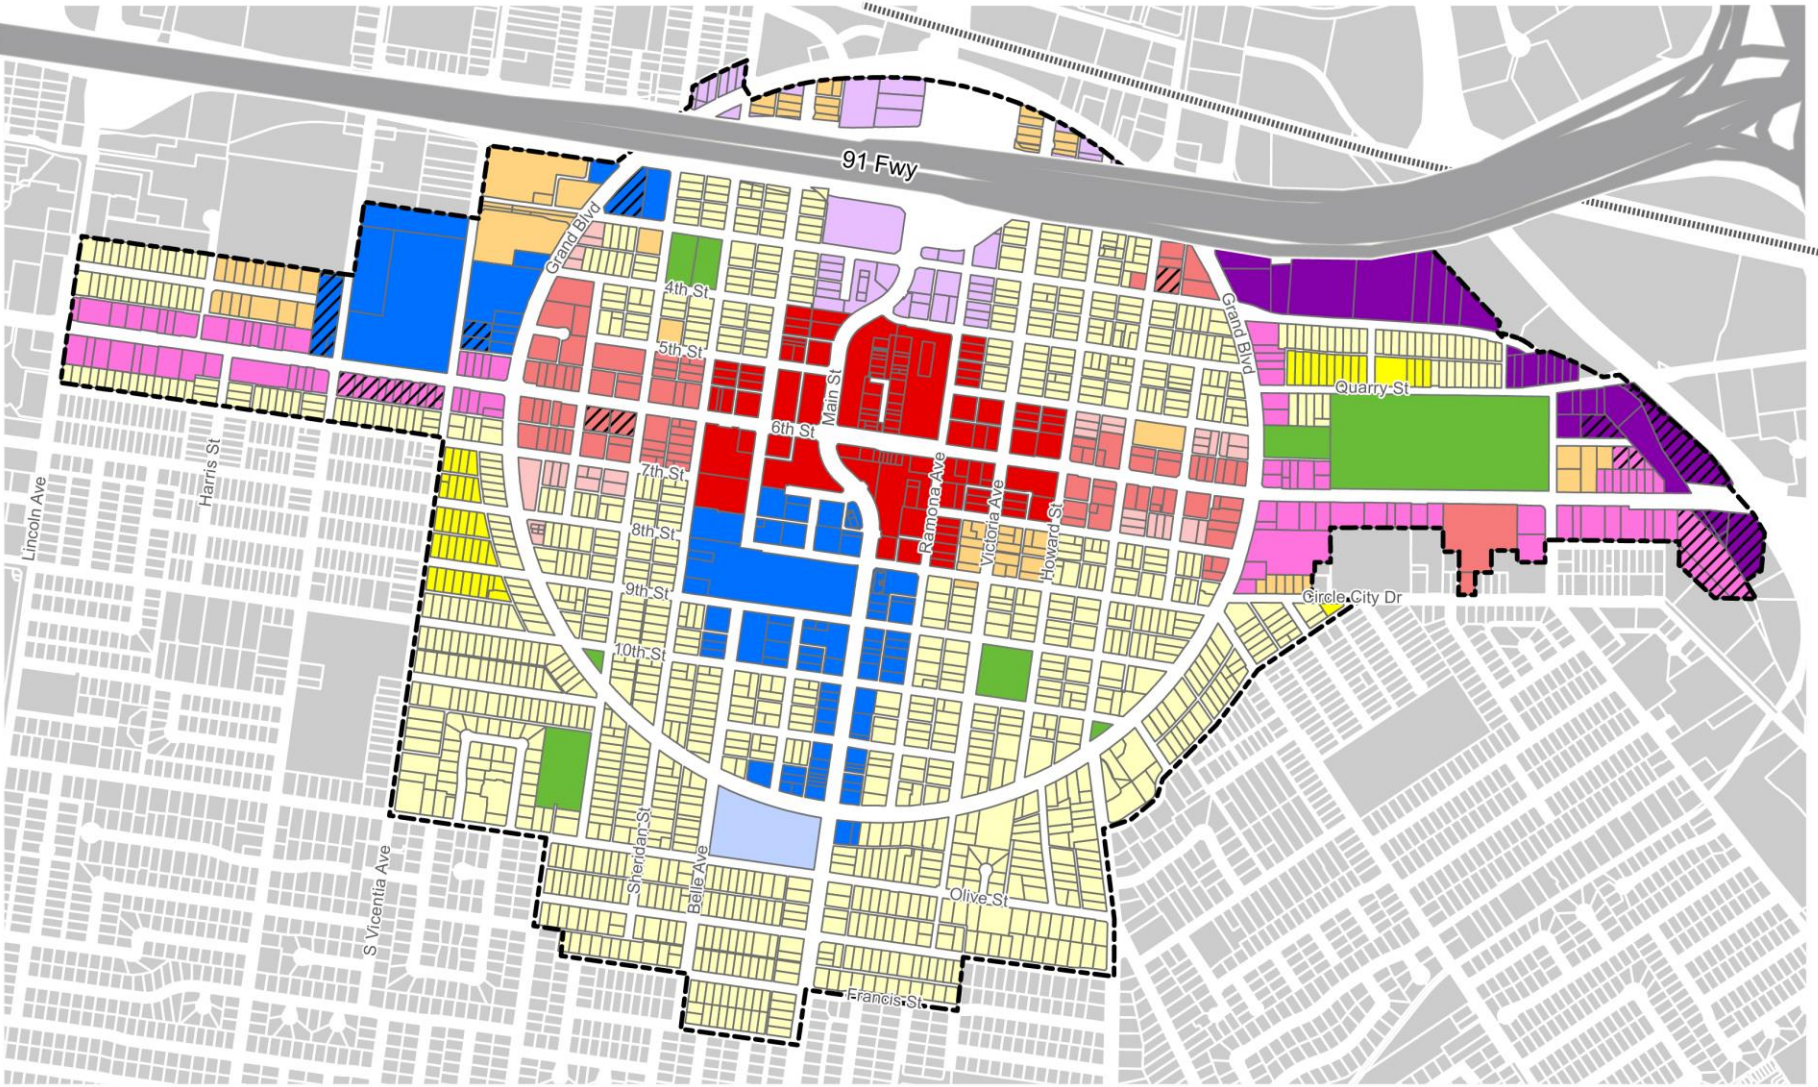 91 Fwy
Grand Blvd
4th St
Grand Blvd
5th St
Main St
Quarry St
6th St
7th St
Harris St
Lincoln Ave
Ramona Ave
Victoria Ave
Howard St
8th St
9th St
Circle City Dr
10th St
Sheridan St
Belle Ave
S Vicentia Ave
Olive St
Francis St